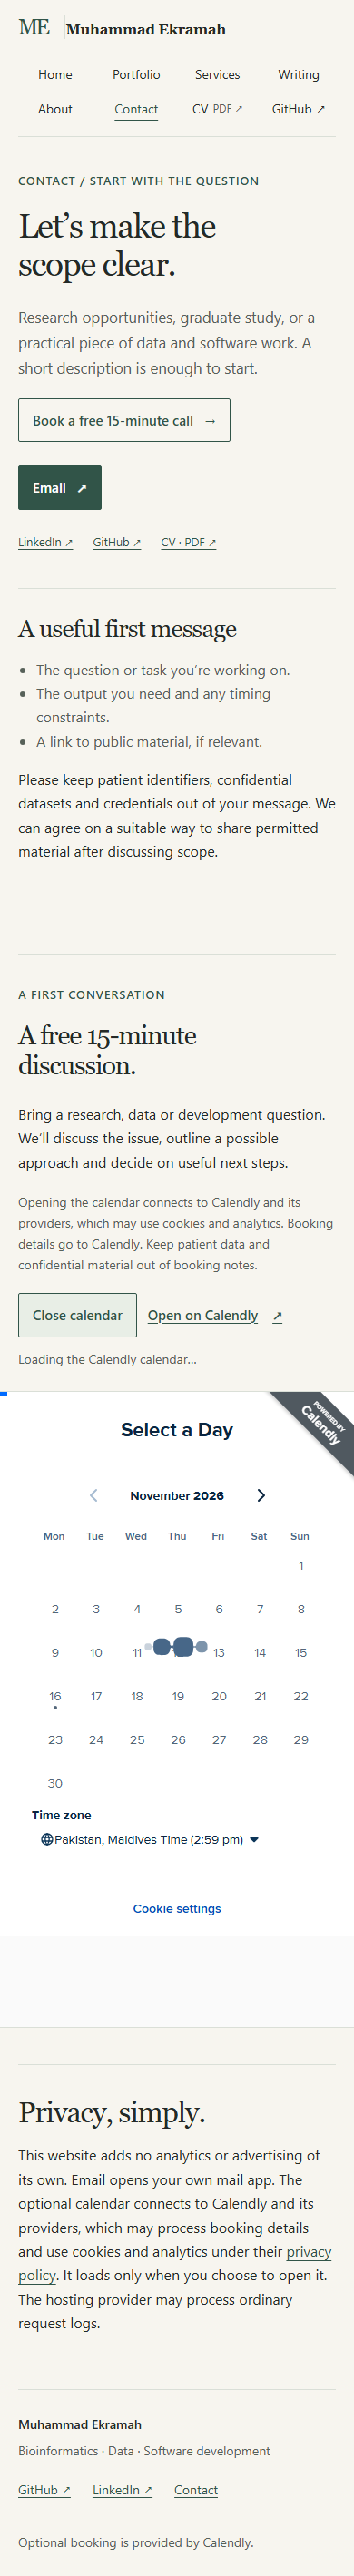 ME Muhammad Ekramah
Home Portfolio Services Writing
About Contact CV PDF ↗ GitHub ↗
CONTACT / START WITH THE QUESTION
Let’s make the
scope clear.
Research opportunities, graduate study, or a
practical piece of data and software work. A
short description is enough to start.
Book a free 15-minute call →
Email ↗
LinkedIn ↗ GitHub ↗ CV · PDF ↗
A useful first message
• The question or task you’re working on.
• The output you need and any timing
constraints.
• A link to public material, if relevant.
Please keep patient identifiers, confidential
datasets and credentials out of your message. We
can agree on a suitable way to share permitted
material after discussing scope.
A FIRST CONVERSATION
A free 15-minute
discussion.
Bring a research, data or development question.
We’ll discuss the issue, outline a possible
approach and decide on useful next steps.
Opening the calendar connects to Calendly and its
providers, which may use cookies and analytics. Booking
details go to Calendly. Keep patient data and
confidential material out of booking notes.
Close calendar Open on Calendly ↗
Loading the Calendly calendar…
POWERED BY
Calendly
Select a Day
November 2026
Mon Tue Wed Thu Fri Sat Sun
1
2 3 4 5 6 7 8
9 10 11 13 14 15
16 17 18 19 20 21 22
23 24 25 26 27 28 29
30
Time zone
Pakistan, Maldives Time (2:59 pm)
Cookie settings
Privacy, simply.
This website adds no analytics or advertising of
its own. Email opens your own mail app. The
optional calendar connects to Calendly and its
providers, which may process booking details
and use cookies and analytics under their privacy
policy. It loads only when you choose to open it.
The hosting provider may process ordinary
request logs.
Muhammad Ekramah
Bioinformatics · Data · Software development
GitHub ↗ LinkedIn ↗ Contact
Optional booking is provided by Calendly.